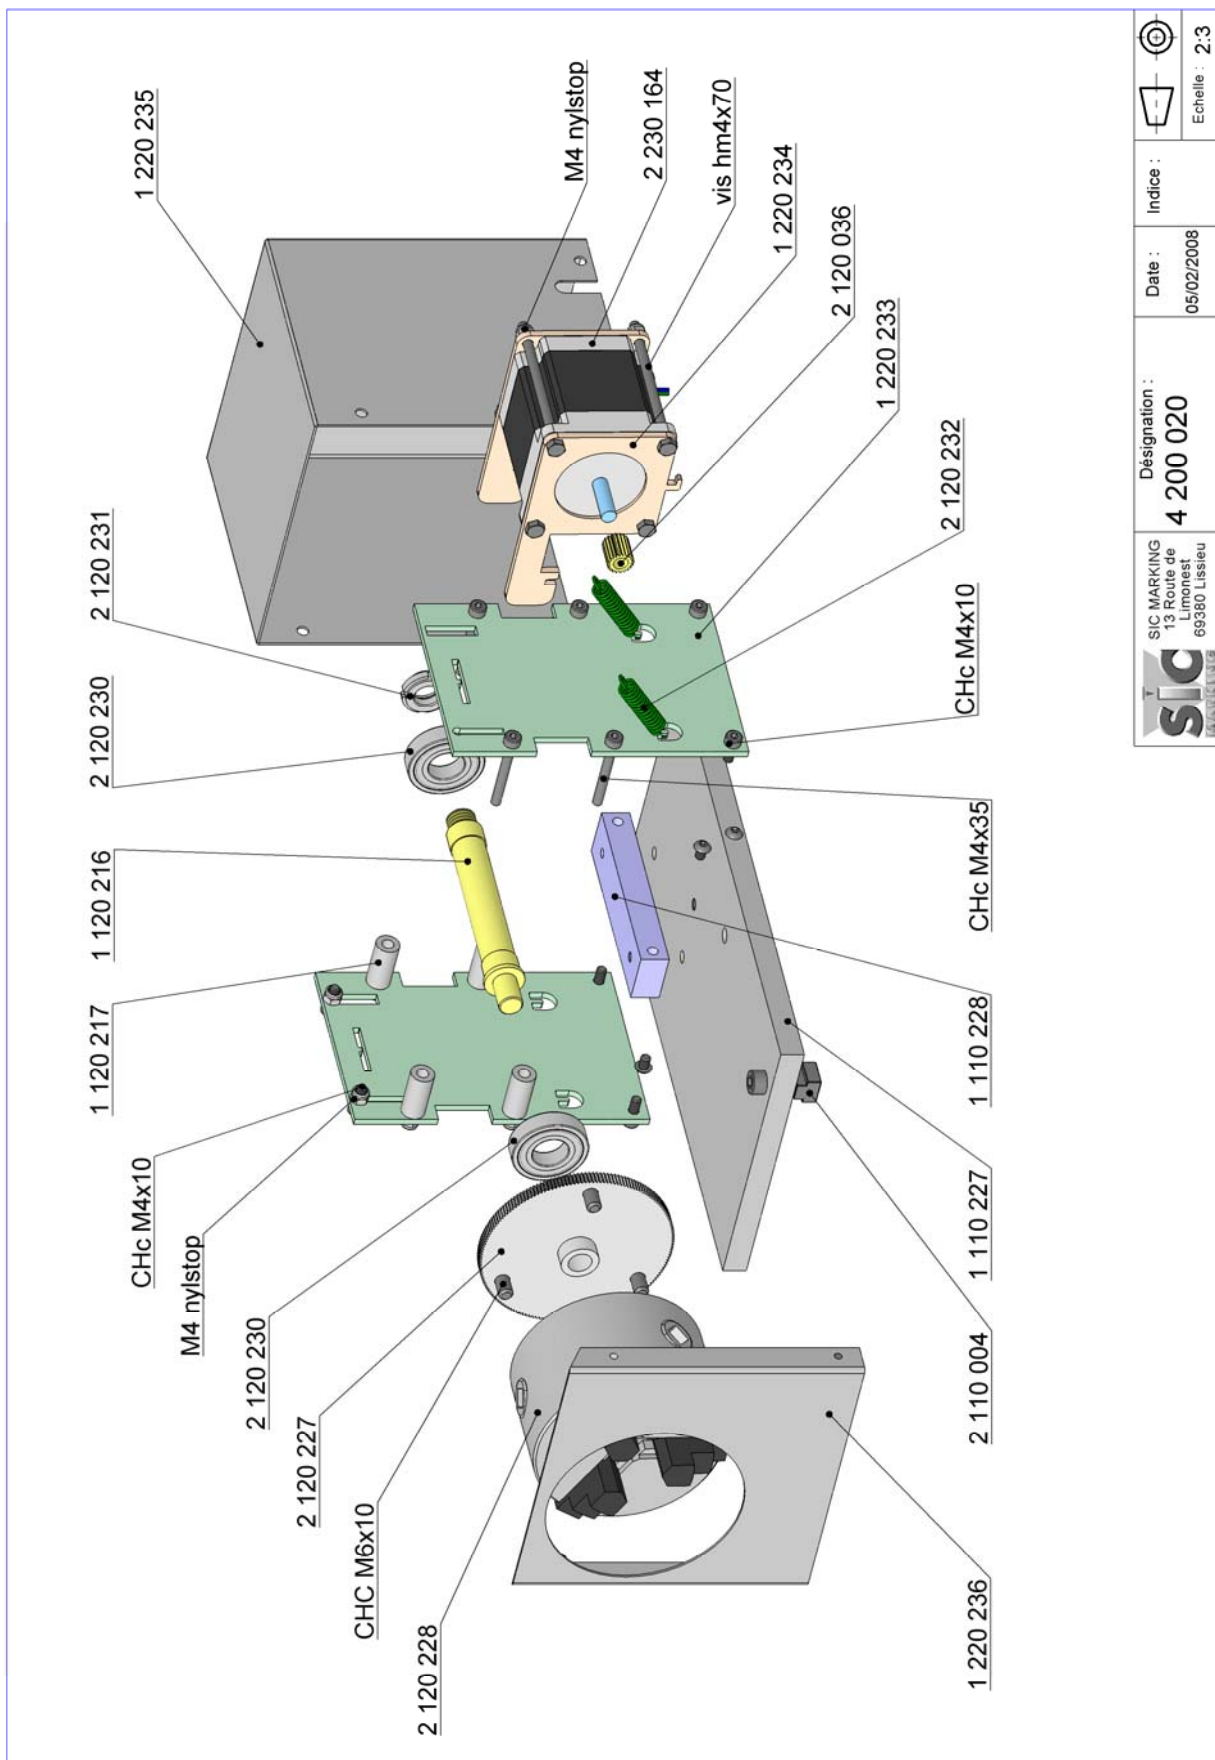 1 220 235
M4 nylstop
2 230 164
vis hm4x70
1 220 234
2 120 036
1 220 233
2 120 232
CHc M4x10
CHc M4x35
1 110 228
1 110 227
2 110 004
1 220 236
2 120 231
2 120 230
1 120 216
1 120 217
CHc M4x10
M4 nylstop
2 120 230
2 120 227
CHC M6x10
2 120 228
SIC
MARKING
SIC MARKING
13 Route de
Limonest
69380 Lissieu
Désignation :
4 200 020
Date :
05/02/2008
Indice :
Echelle : 2:3